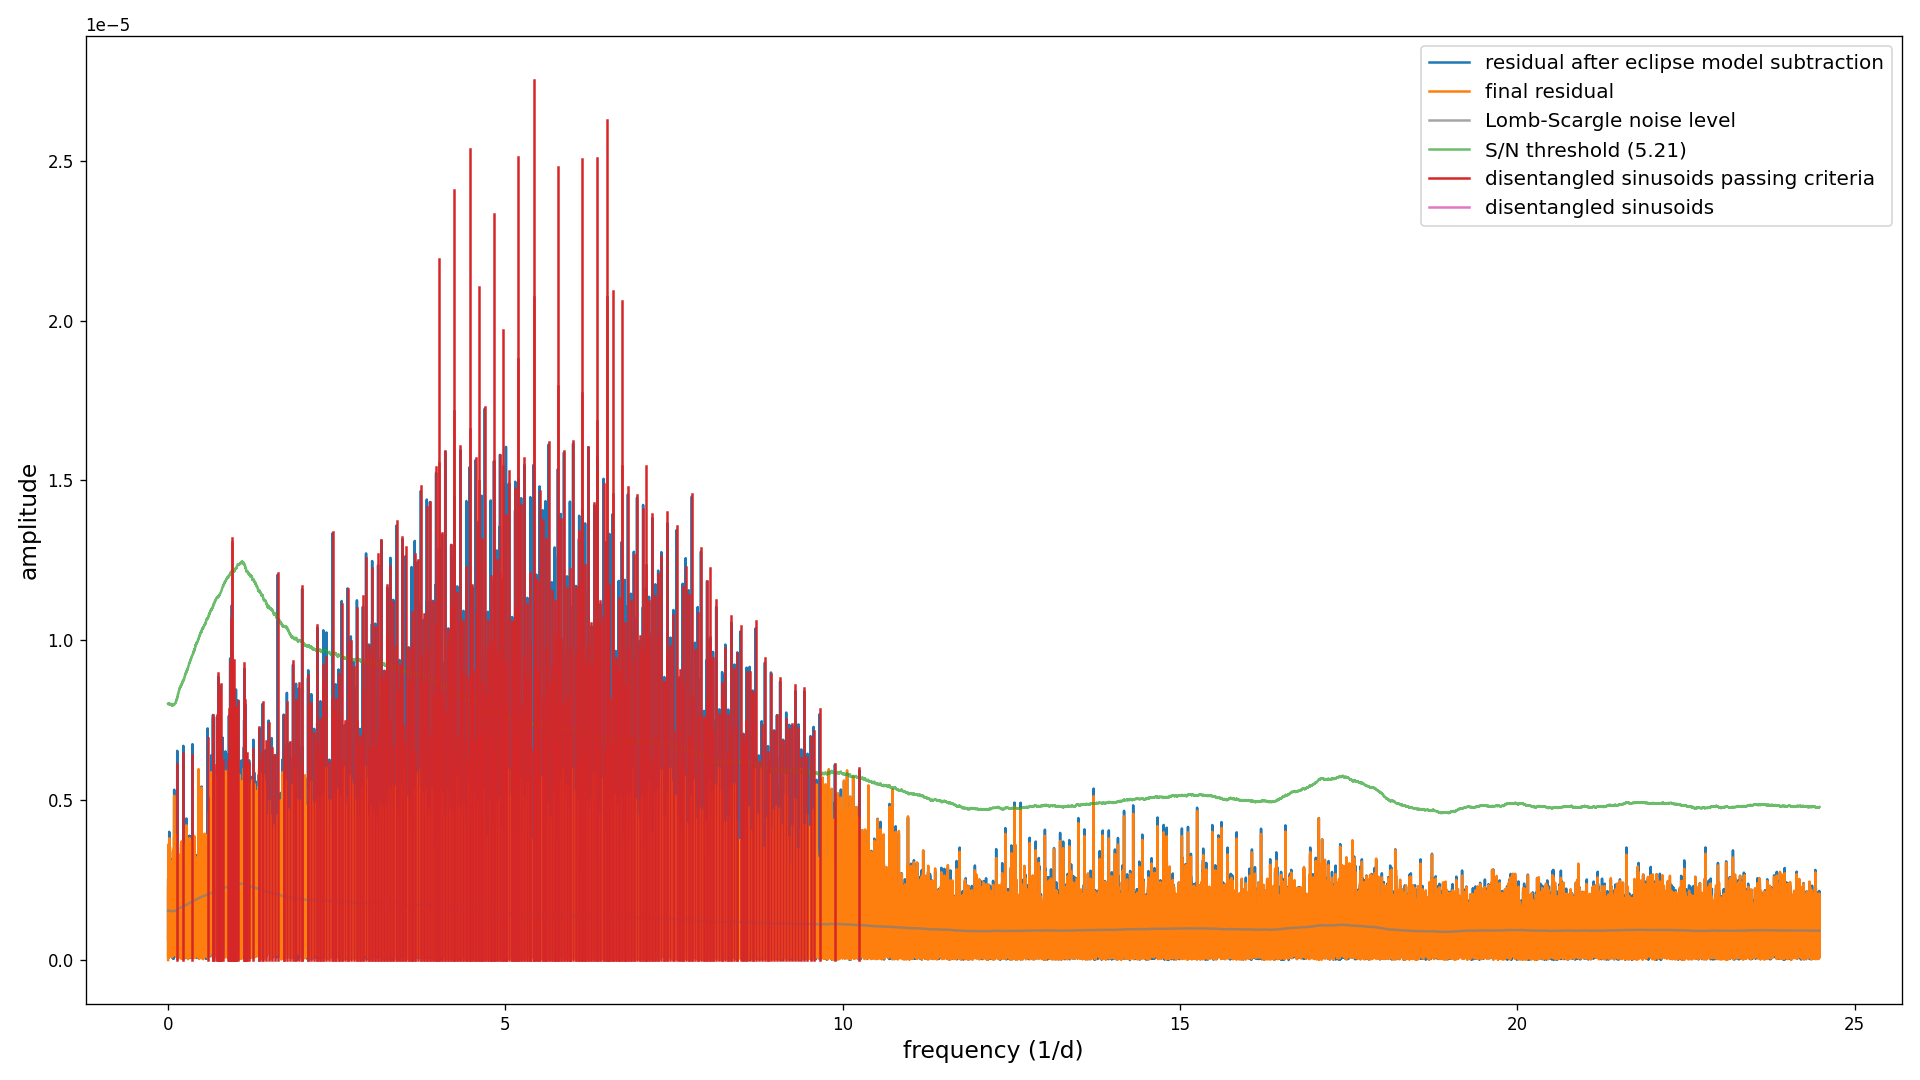 1e−5
residual after eclipse model subtraction
final residual
Lomb-Scargle noise level
S/N threshold (5.21)
disentangled sinusoids passing criteria
disentangled sinusoids
2.5
2.0
1.5
1.0
0.5
0.0
amplitude
0 5 10 15 20 25
frequency (1/d)